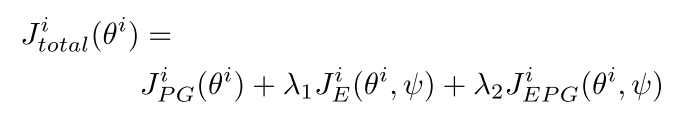 J^i_{total}(θ^i) =
J^i_{PG}(θ^i) + λ_1 J^i_E(θ^i, ψ) + λ_2 J^i_{EPG}(θ^i, ψ)